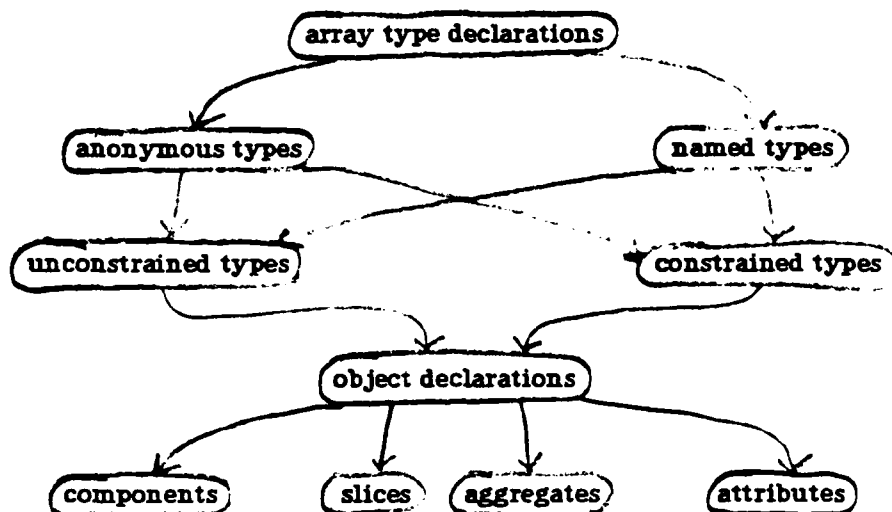 array type declarations
anonymous types
named types
unconstrained types
constrained types
object declarations
components
slices
aggregates
attributes